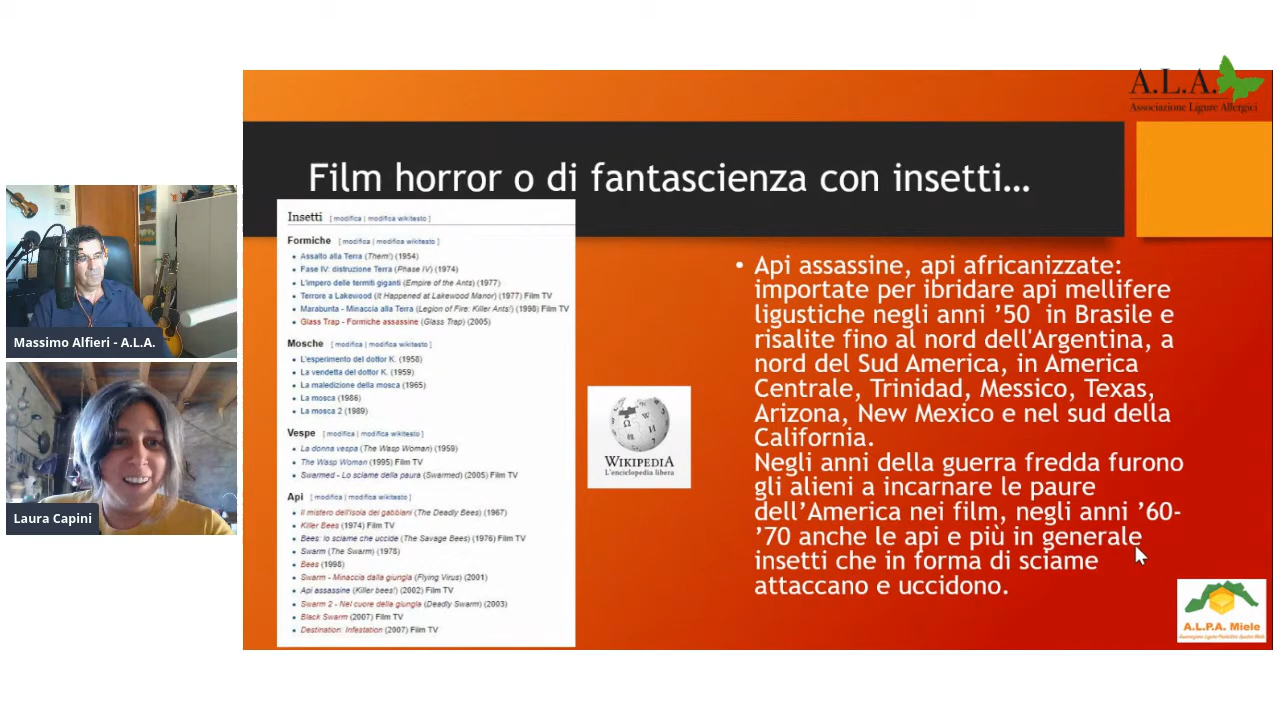 A.L.A.
Associazione Ligure Allergici
Film horror o di fantascienza con insetti...
Massimo Alfieri - A.L.A.
Laura Capini
Insetti [ modifica | modifica wikitesto ]
Formiche [ modifica | modifica wikitesto ]
• Assalto alla Terra (Them!) (1954)
• Fase IV: distruzione Terra (Phase IV) (1974)
• L'impero delle termiti giganti (Empire of the Ants) (1977)
• Terrore a Lakewood (It Happened at Lakewood Manor) (1977) Film TV
• Marabunta - Minaccia alla Terra (Legion of Fire: Killer Ants!) (1998) Film TV
• Glass Trap - Formiche assassine (Glass Trap) (2005)
Mosche [ modifica | modifica wikitesto ]
• L'esperimento del dottor K. (1958)
• La vendetta del dottor K. (1959)
• La maledizione della mosca (1965)
• La mosca (1986)
• La mosca 2 (1989)
Vespe [ modifica | modifica wikitesto ]
• La donna vespa (The Wasp Woman) (1959)
• The Wasp Woman (1995) Film TV
• Swarmed - Lo sciame della paura (Swarmed) (2005) Film TV
Api [ modifica | modifica wikitesto ]
• Il mistero dell'isola dei gabbiani (The Deadly Bees) (1967)
• Killer Bees (1974) Film TV
• Bees: lo sciame che uccide (The Savage Bees) (1976) Film TV
• Swarm (The Swarm) (1978)
• Bees (1998)
• Swarm - Minaccia dalla giungla (Flying Virus) (2001)
• Api assassine (Killer bees!) (2002) Film TV
• Swarm 2 - Nel cuore della giungla (Deadly Swarm) (2003)
• Black Swarm (2007) Film TV
• Destination: Infestation (2007) Film TV
WIKIPEDIA
L'enciclopedia libera
• Api assassine, api africanizzate:
importate per ibridare api mellifere
ligustiche negli anni '50 in Brasile e
risalite fino al nord dell'Argentina, a
nord del Sud America, in America
Centrale, Trinidad, Messico, Texas,
Arizona, New Mexico e nel sud della
California.
Negli anni della guerra fredda furono
gli alieni a incarnare le paure
dell'America nei film, negli anni '60-
'70 anche le api e più in generale
insetti che in forma di sciame
attaccano e uccidono.
A.L.P.A. Miele